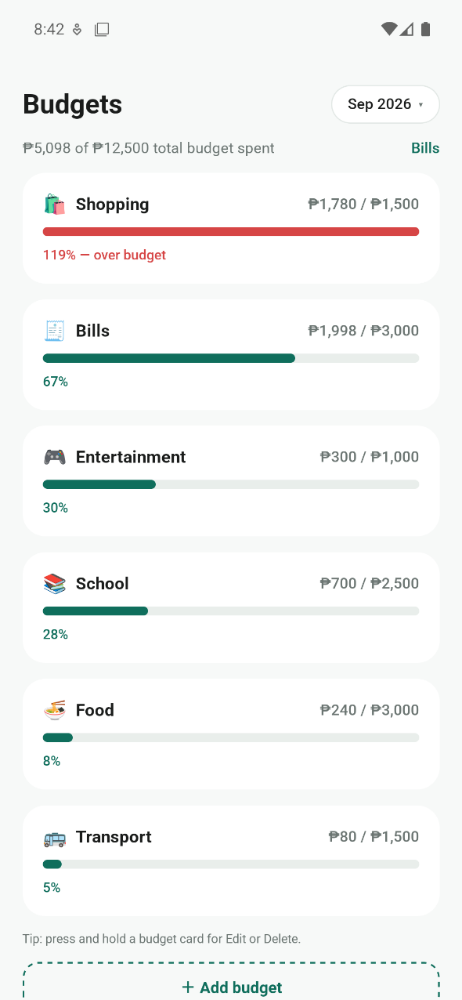 8:42
Budgets
Sep 2026 ▾
₱5,098 of ₱12,500 total budget spent
Bills
Shopping
₱1,780 / ₱1,500
119% — over budget
Bills
₱1,998 / ₱3,000
67%
Entertainment
₱300 / ₱1,000
30%
School
₱700 / ₱2,500
28%
Food
₱240 / ₱3,000
8%
Transport
₱80 / ₱1,500
5%
Tip: press and hold a budget card for Edit or Delete.
+ Add budget